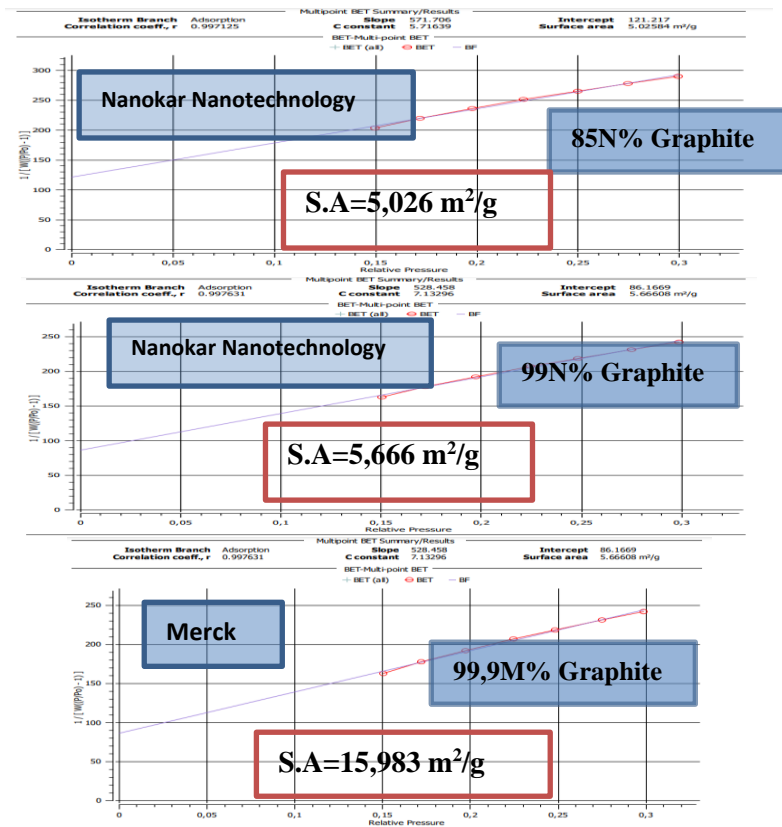 Multipoint BET Summary/Results
Isotherm Branch Adsorption Slope 571.706 Intercept 121.217
Correlation coeff., r 0.997125 C constant 5.71639 Surface area 5.02584 m²/g
BET-Multi-point BET
BET (all) BET BF
Nanokar Nanotechnology
85N% Graphite
S.A=5,026 m²/g
1 / [ W((P/Po) - 1) ]
300
250
200
150
100
50
0
0 0,05 0,1 0,15 0,2 0,25 0,3
Relative Pressure
Multipoint BET Summary/Results
Isotherm Branch Adsorption Slope 528.458 Intercept 86.1669
Correlation coeff., r 0.997631 C constant 7.13296 Surface area 5.66608 m²/g
BET-Multi-point BET
BET (all) BET BF
Nanokar Nanotechnology
99N% Graphite
S.A=5,666 m²/g
1 / [ W((P/Po) - 1) ]
250
200
150
100
50
0
0 0,05 0,1 0,15 0,2 0,25 0,3
Relative Pressure
Multipoint BET Summary/Results
Isotherm Branch Adsorption Slope 528.458 Intercept 86.1669
Correlation coeff., r 0.997631 C constant 7.13296 Surface area 5.66608 m²/g
BET-Multi-point BET
BET (all) BET BF
Merck
99,9M% Graphite
S.A=15,983 m²/g
1 / [ W((P/Po) - 1) ]
250
200
150
100
50
0
0 0,05 0,1 0,15 0,2 0,25 0,3
Relative Pressure